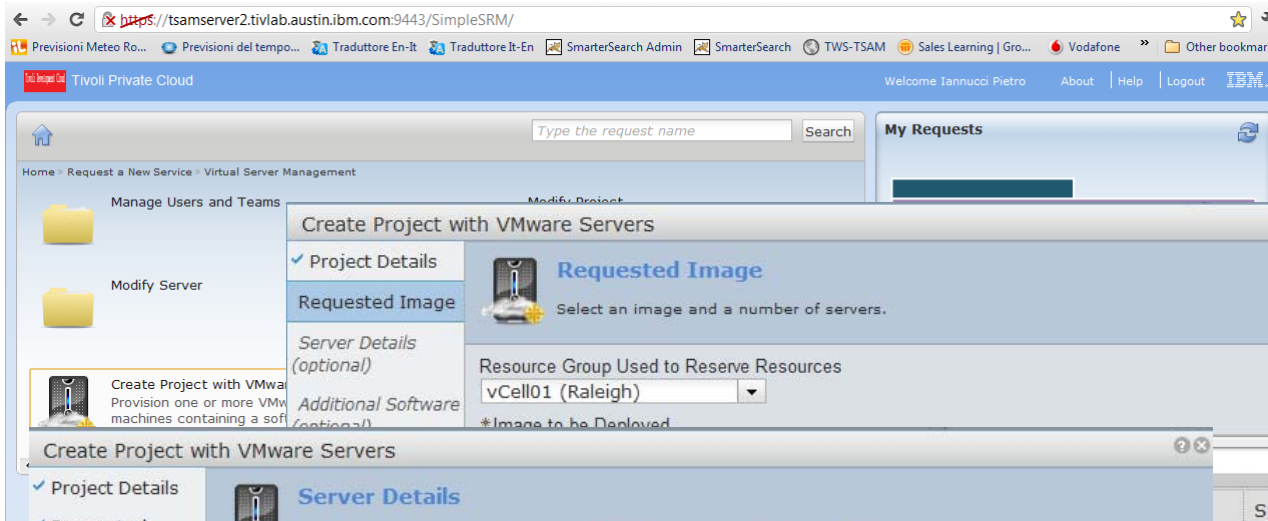 https://tsamserver2.tivlab.austin.ibm.com:9443/SimpleSRM/
Previsioni Meteo Ro... Previsioni del tempo... Traduttore En-It Traduttore It-En SmarterSearch Admin SmarterSearch TWS-TSAM Sales Learning | Gro... Vodafone » Other bookmar
Tivoli Private Cloud Welcome Iannucci Pietro About Help Logout IBM.
Type the request name Search
My Requests
Home » Request a New Service » Virtual Server Management
Manage Users and Teams
Modify Project
Modify Server
Create Project with VMwa
Provision one or more VMw
machines containing a soft
Create Project with VMware Servers
Project Details
Requested Image
Server Details
(optional)
Additional Software
(optional)
Requested Image
Select an image and a number of servers.
Resource Group Used to Reserve Resources
vCell01 (Raleigh)
*Image to be Deployed
Create Project with VMware Servers
Project Details
Server Details
S